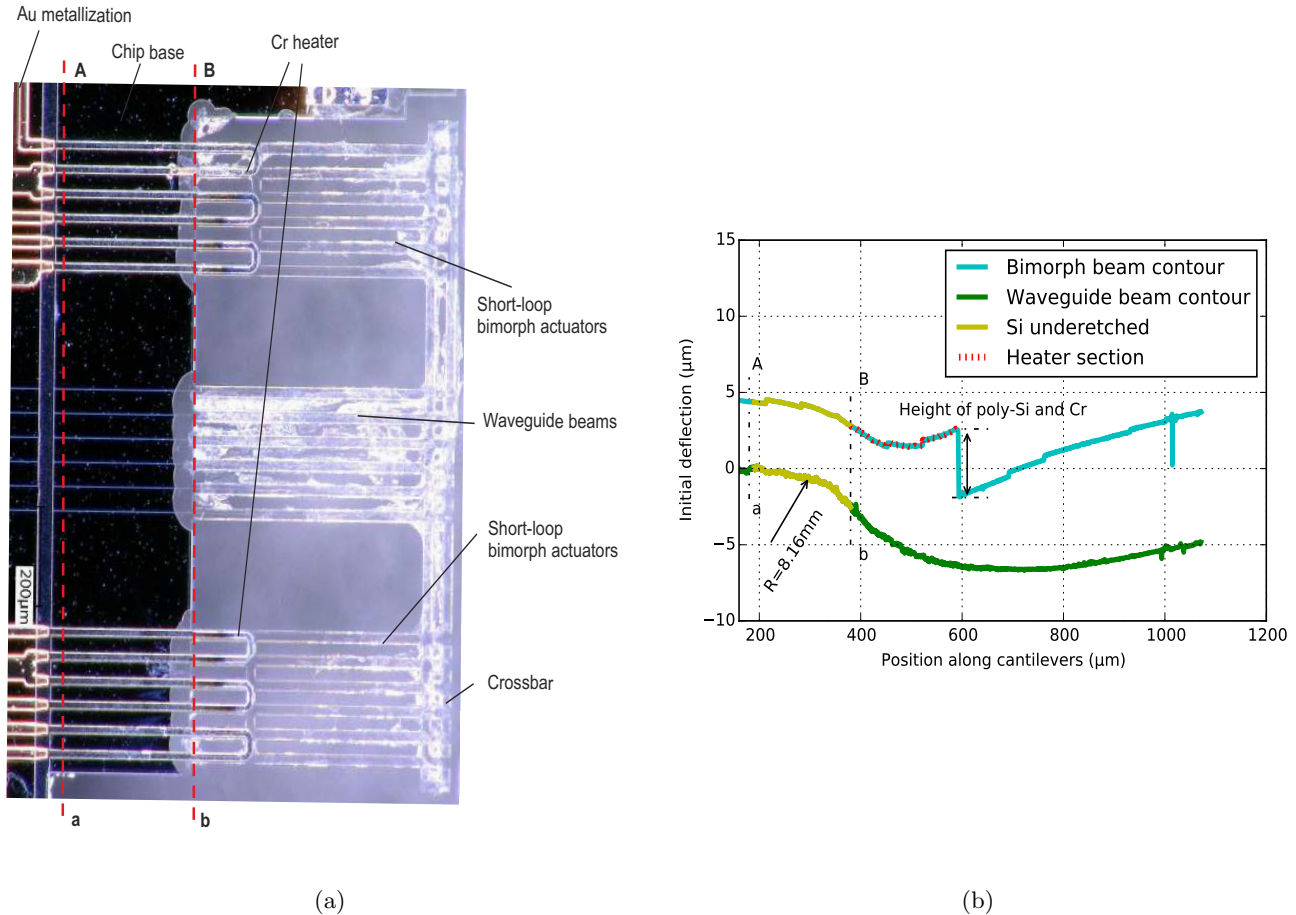 Au metallization
Chip base
Cr heater
A
B
Short-loop
bimorph actuators
Waveguide beams
Short-loop
bimorph actuators
200µm
Crossbar
a
b
(a)
15
10
5
0
−5
−10
Initial deflection (µm)
Bimorph beam contour
Waveguide beam contour
Si underetched
Heater section
A
B
Height of poly-Si and Cr
a
b
R=8.16mm
200
400
600
800
1000
1200
Position along cantilevers (µm)
(b)